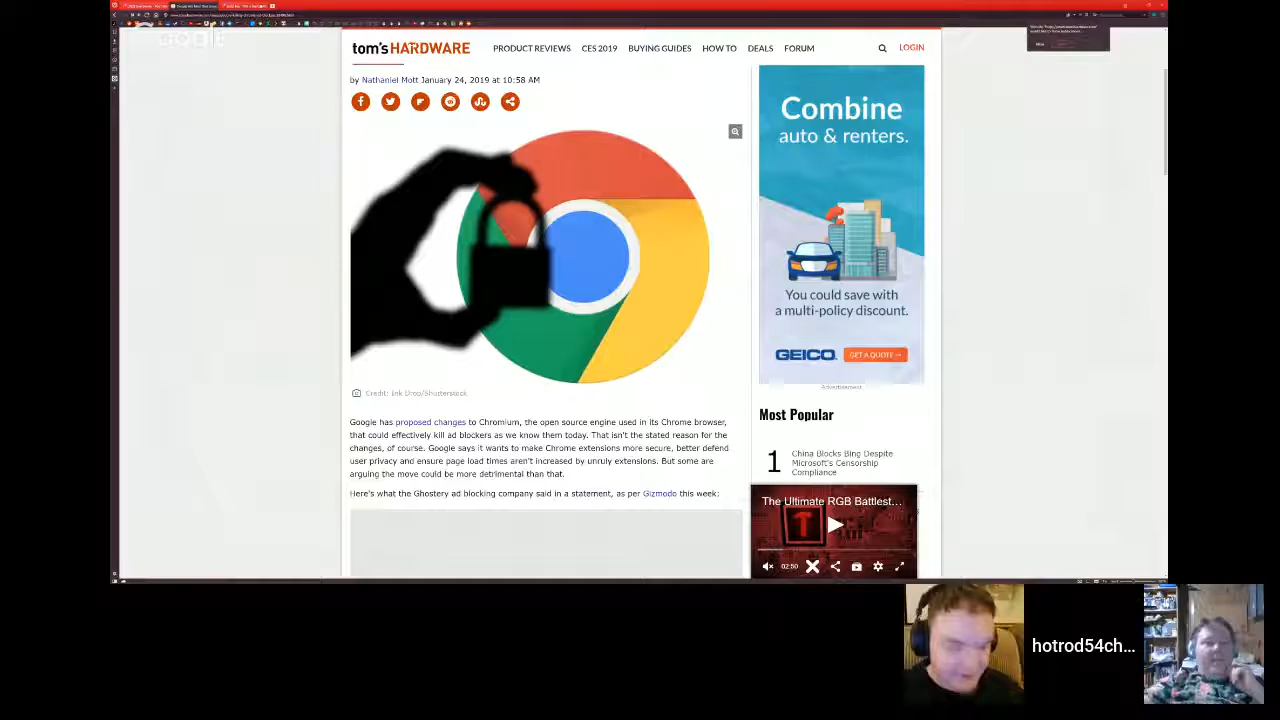 tom's HARDWARE
PRODUCT REVIEWS CES 2019 BUYING GUIDES HOW TO DEALS FORUM
LOGIN
by Nathaniel Mott January 24, 2019 at 10:58 AM
Credit: Ink Drop/Shutterstock
Google has proposed changes to Chromium, the open source engine used in its Chrome browser,
that could effectively kill ad blockers as we know them today. That isn't the stated reason for the
changes, of course. Google says it wants to make Chrome extensions more secure, better defend
user privacy and ensure page load times aren't increased by unruly extensions. But some are
arguing the move could be more detrimental than that.
Here's what the Ghostery ad blocking company said in a statement, as per Gizmodo this week:
Combine
auto & renters.
You could save with
a multi-policy discount.
GEICO. GET A QUOTE
Advertisement
Most Popular
1
China Blocks Bing Despite
Microsoft's Censorship
Compliance
The Ultimate RGB Battlest...
02:50
hotrod54ch...